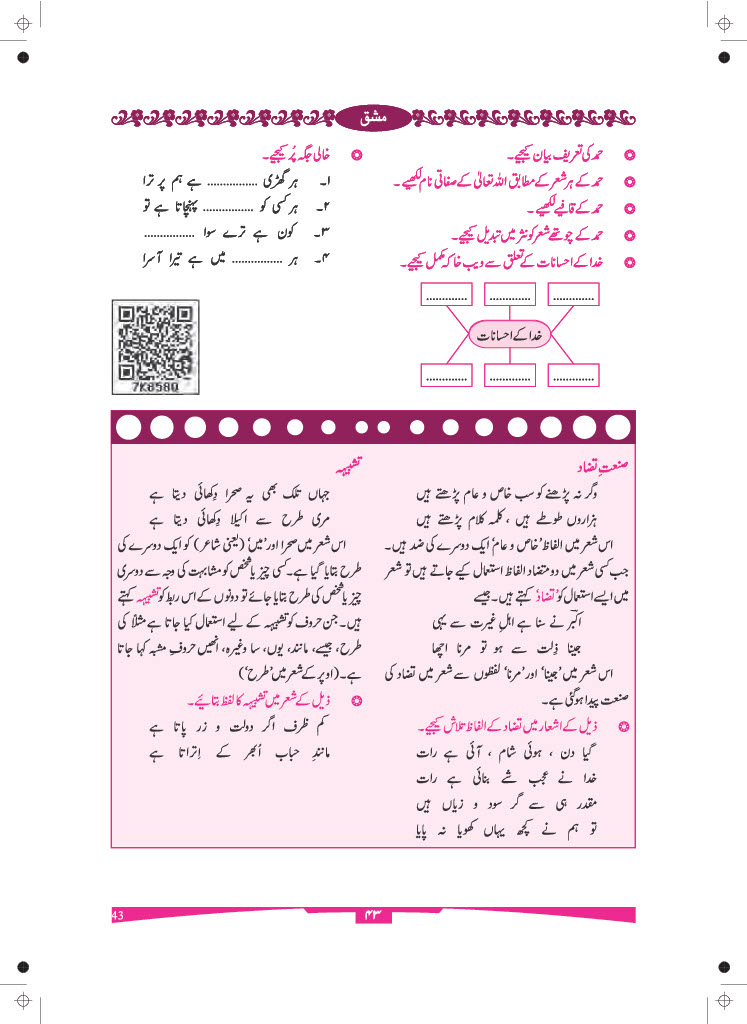 مشق
حمد کی تعریف بیان کیجیے۔
حمد کے ہر شعر کے مطابق اللہ تعالیٰ کے صفاتی نام لکھیے۔
حمد کے قافیے لکھیے۔
حمد کے چوتھے شعر کو نثر میں تبدیل کیجیے۔
خدا کے احسانات کے تعلق سے ویب خاکہ مکمل کیجیے۔
............. ............. .............
خدا کے احسانات
............. ............. .............
خالی جگہ پُر کیجیے۔
۱۔ ہر گھڑی ................ ہے ہم پر ترا
۲۔ ہر کسی کو ................ پہنچاتا ہے تو
۳۔ کون ہے ترے سوا ................
۴۔ ہر ................ میں ہے تیرا آسرا
7K858Q
صنعتِ تضاد
وگر نہ پڑھنے کو سب خاص و عام پڑھتے ہیں
ہزاروں طوطے ہیں ، کلمہ کلام پڑھتے ہیں
اس شعر میں الفاظ ’خاص و عام‘ ایک دوسرے کی ضد ہیں۔
جب کسی شعر میں دو متضاد الفاظ استعمال کیے جاتے ہیں تو شعر
میں ایسے استعمال کو ’تضاد‘ کہتے ہیں۔ جیسے
اکبرؔ نے سنا ہے اہلِ غیرت سے یہی
جینا ذِلت سے ہو تو مرنا اچھا
اس شعر میں ’جینا‘ اور ’مرنا‘ لفظوں سے شعر میں تضاد کی
صنعت پیدا ہوگئی ہے۔
ذیل کے اشعار میں تضاد کے الفاظ تلاش کیجیے۔
گیا دن ، ہوئی شام ، آئی ہے رات
خدا نے عجب شے بنائی ہے رات
مقدر ہی سے گر سود و زیاں ہیں
تو ہم نے کچھ یہاں کھویا نہ پایا
تشبیہہ
جہاں تلک بھی یہ صحرا دِکھائی دیتا ہے
مری طرح سے اکیلا دِکھائی دیتا ہے
اس شعر میں صحرا اور ’میں‘ (یعنی شاعر) کو ایک دوسرے کی
طرح بتایا گیا ہے۔ کسی چیز یا شخص کو مشابہت کی وجہ سے دوسری
چیز یا شخص کی طرح بتایا جائے تو دونوں کے اس ربط کو تشبیہہ کہتے
ہیں۔ جن حروف کو تشبیہہ کے لیے استعمال کیا جاتا ہے مثلاً کی
طرح، جیسے، مانند، یوں، سا وغیرہ، انھیں حروفِ مشبہ کہا جاتا
ہے۔ (اوپر کے شعر میں ’طرح‘)
ذیل کے شعر میں تشبیہہ کا لفظ بتائیے۔
کم ظرف اگر دولت و زر پاتا ہے
مانندِ حباب اُبھر کے اِتراتا ہے
43
۴۳